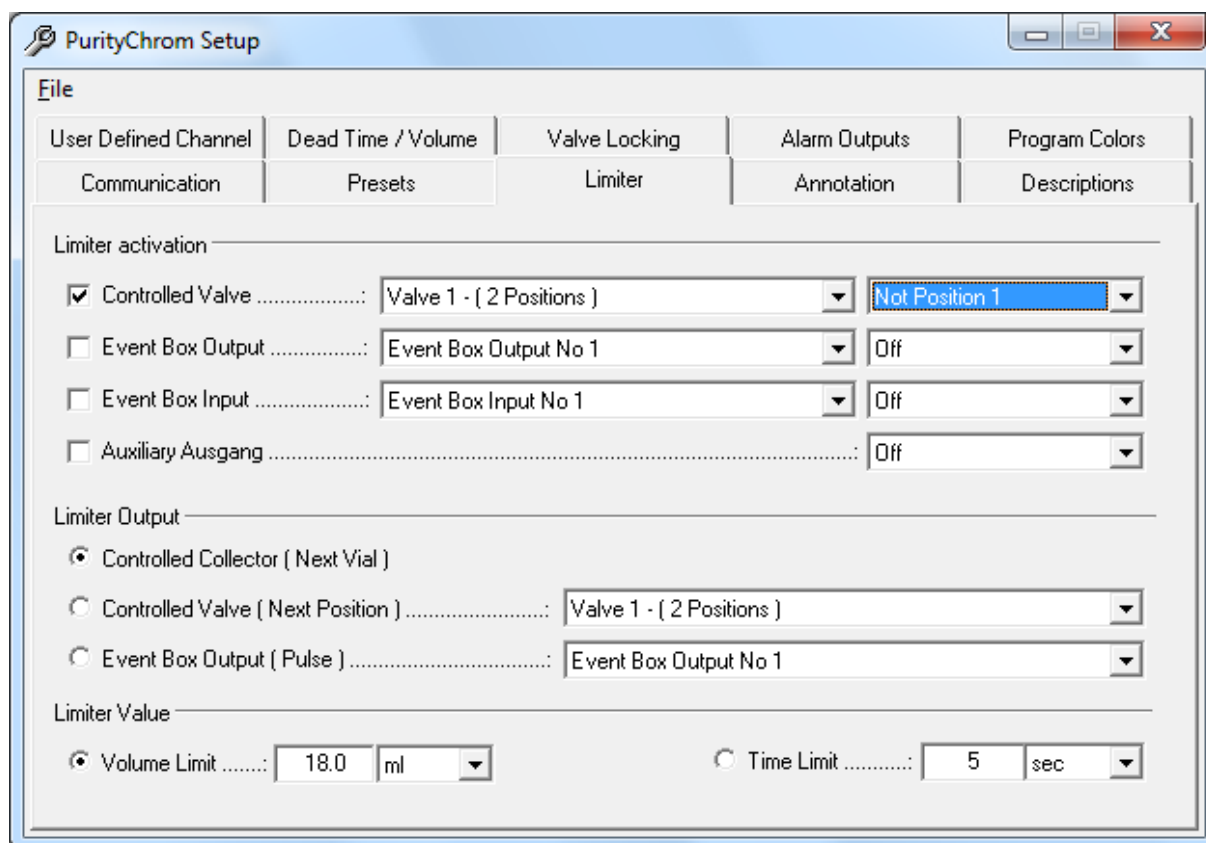 PurityChrom Setup
File
User Defined Channel Dead Time / Volume Valve Locking Alarm Outputs Program Colors
Communication Presets Limiter Annotation Descriptions
Limiter activation
Controlled Valve ..................: Valve 1 - ( 2 Positions ) Not Position 1
Event Box Output ................: Event Box Output No 1 Off
Event Box Input ...................: Event Box Input No 1 Off
Auxiliary Ausgang ..........................................................................................: Off
Limiter Output
Controlled Collector ( Next Vial )
Controlled Valve ( Next Position ) .......................: Valve 1 - ( 2 Positions )
Event Box Output ( Pulse ) ................................: Event Box Output No 1
Limiter Value
Volume Limit .......: 18.0 ml Time Limit ...........: 5 sec